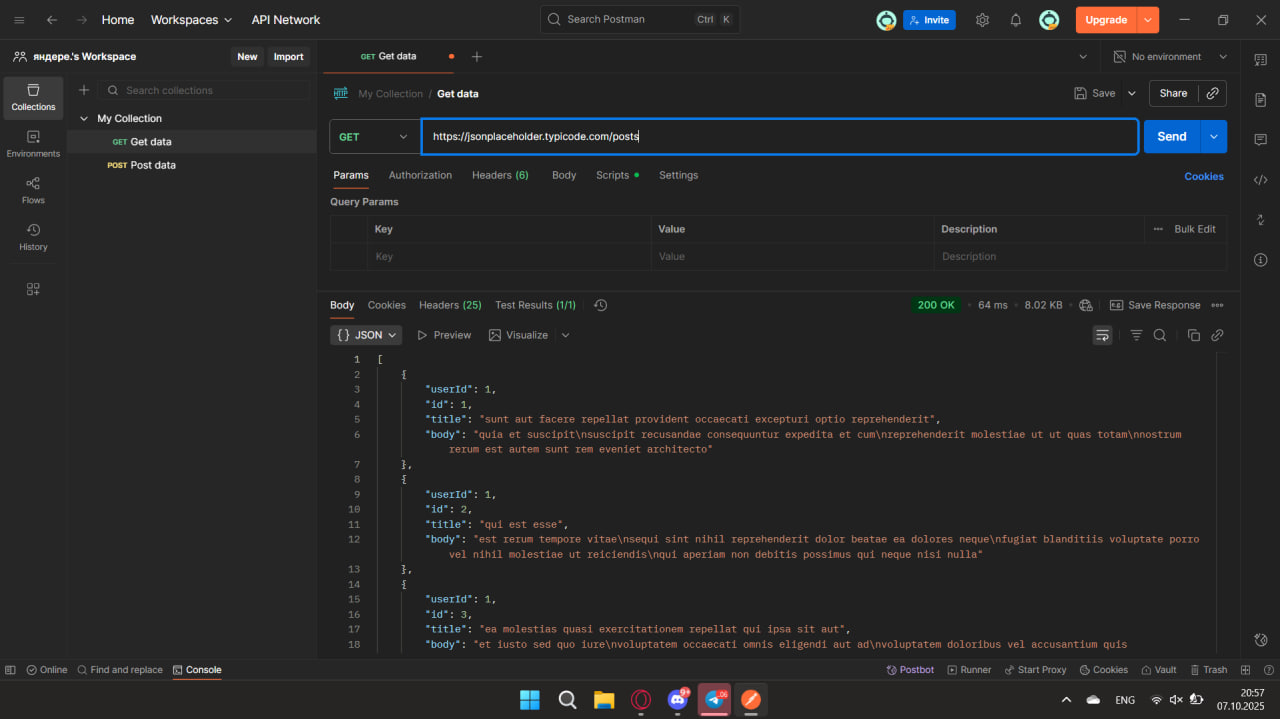 Home Workspaces API Network Search Postman Ctrl K Invite Upgrade
яндере.'s Workspace New Import GET Get data No environment
Collections
Environments
Flows
History
Search collections
My Collection
GET Get data
POST Post data
HTTP My Collection / Get data Save Share
GET https://jsonplaceholder.typicode.com/posts Send
Params Authorization Headers (6) Body Scripts Settings Cookies
Query Params
Key Value Description Bulk Edit
Key Value Description
Body Cookies Headers (25) Test Results (1/1) 200 OK 64 ms 8.02 KB Save Response
{} JSON Preview Visualize
1 [
2 {
3 "userId": 1,
4 "id": 1,
5 "title": "sunt aut facere repellat provident occaecati excepturi optio reprehenderit",
6 "body": "quia et suscipit\nsuscipit recusandae consequuntur expedita et cum\nreprehenderit molestiae ut ut quas totam\nnostrum
rerum est autem sunt rem eveniet architecto"
7 },
8 {
9 "userId": 1,
10 "id": 2,
11 "title": "qui est esse",
12 "body": "est rerum tempore vitae\nsequi sint nihil reprehenderit dolor beatae ea dolores neque\nfugiat blanditiis voluptate porro
vel nihil molestiae ut reiciendis\nqui aperiam non debitis possimus qui neque nisi nulla"
13 },
14 {
15 "userId": 1,
16 "id": 3,
17 "title": "ea molestias quasi exercitationem repellat qui ipsa sit aut",
18 "body": "et iusto sed quo iure\nvoluptatem occaecati omnis eligendi aut ad\nvoluptatem doloribus vel accusantium quis
Online Find and replace Console Postbot Runner Start Proxy Cookies Vault Trash
9+ ENG 20:57
07.10.2025